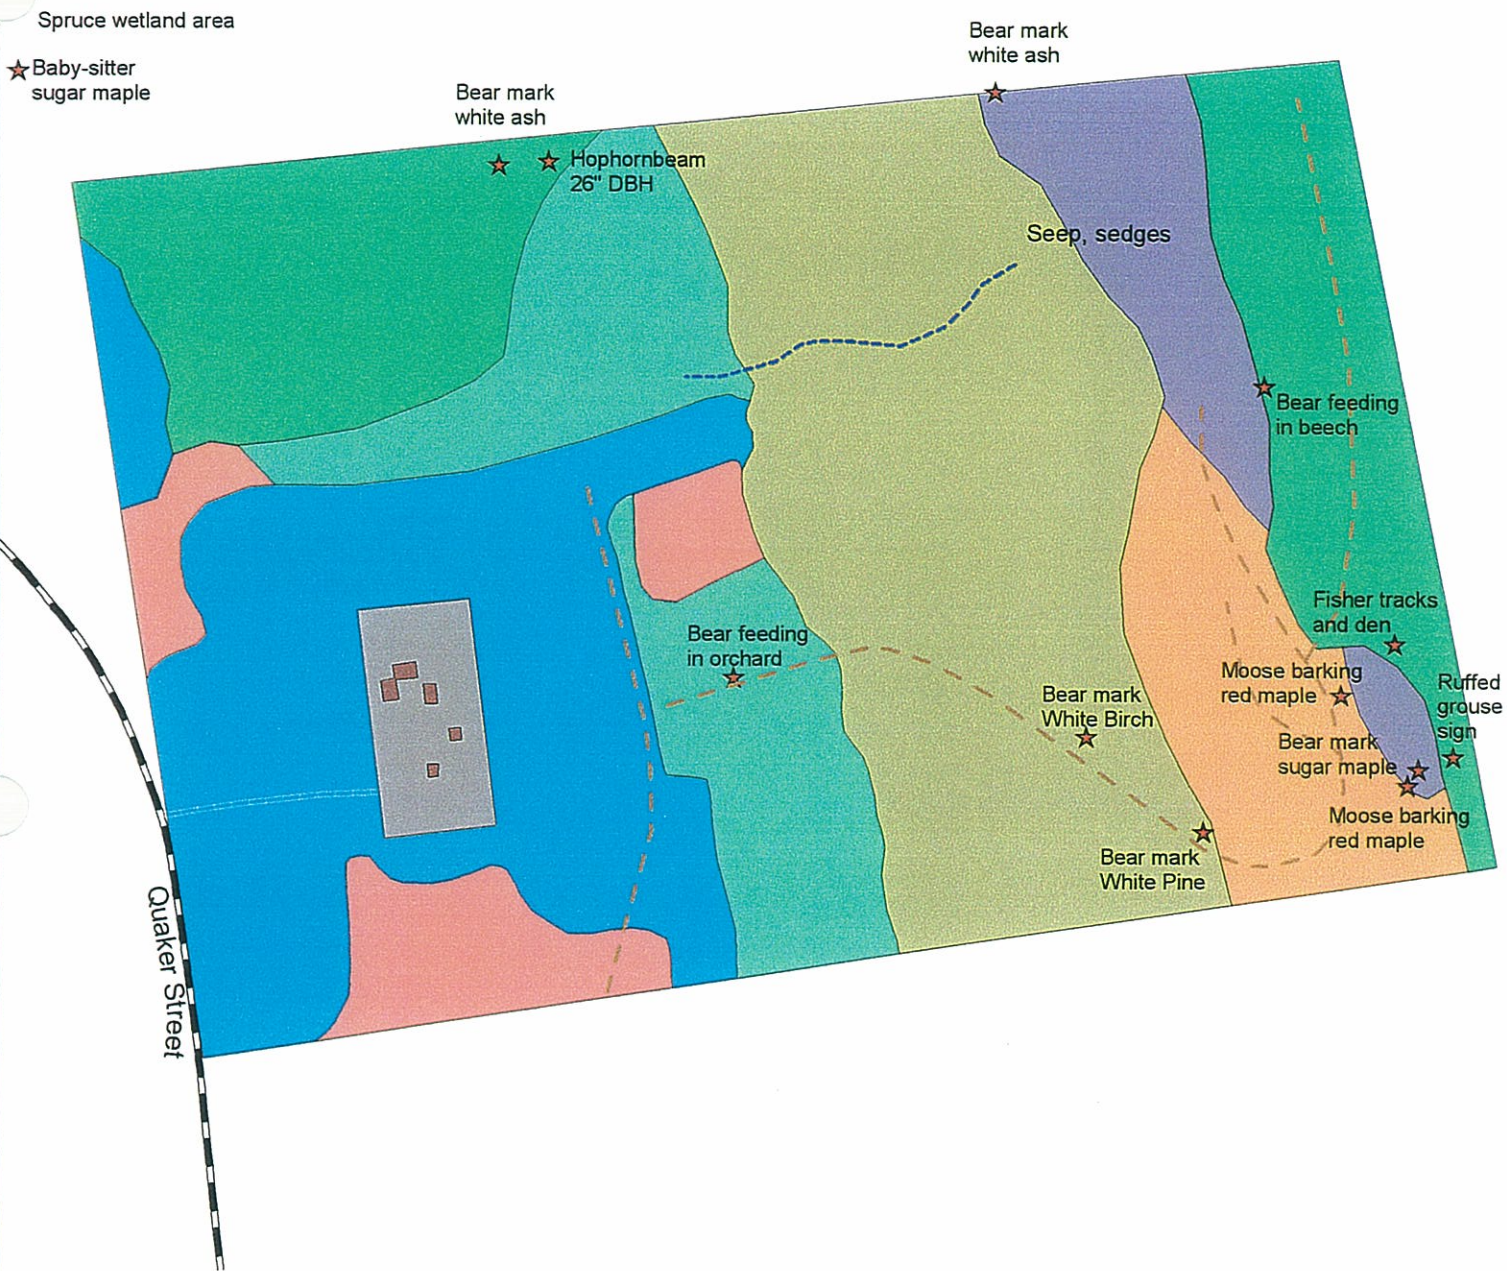 Spruce wetland area
Baby-sitter
sugar maple
Bear mark
white ash
Bear mark
white ash
Hophornbeam
26" DBH
Seep, sedges
Bear feeding
in beech
Fisher tracks
and den
Bear feeding
in orchard
Moose barking
red maple
Ruffed
grouse
sign
Bear mark
White Birch
Bear mark
sugar maple
Moose barking
red maple
Bear mark
White Pine
Quaker Street